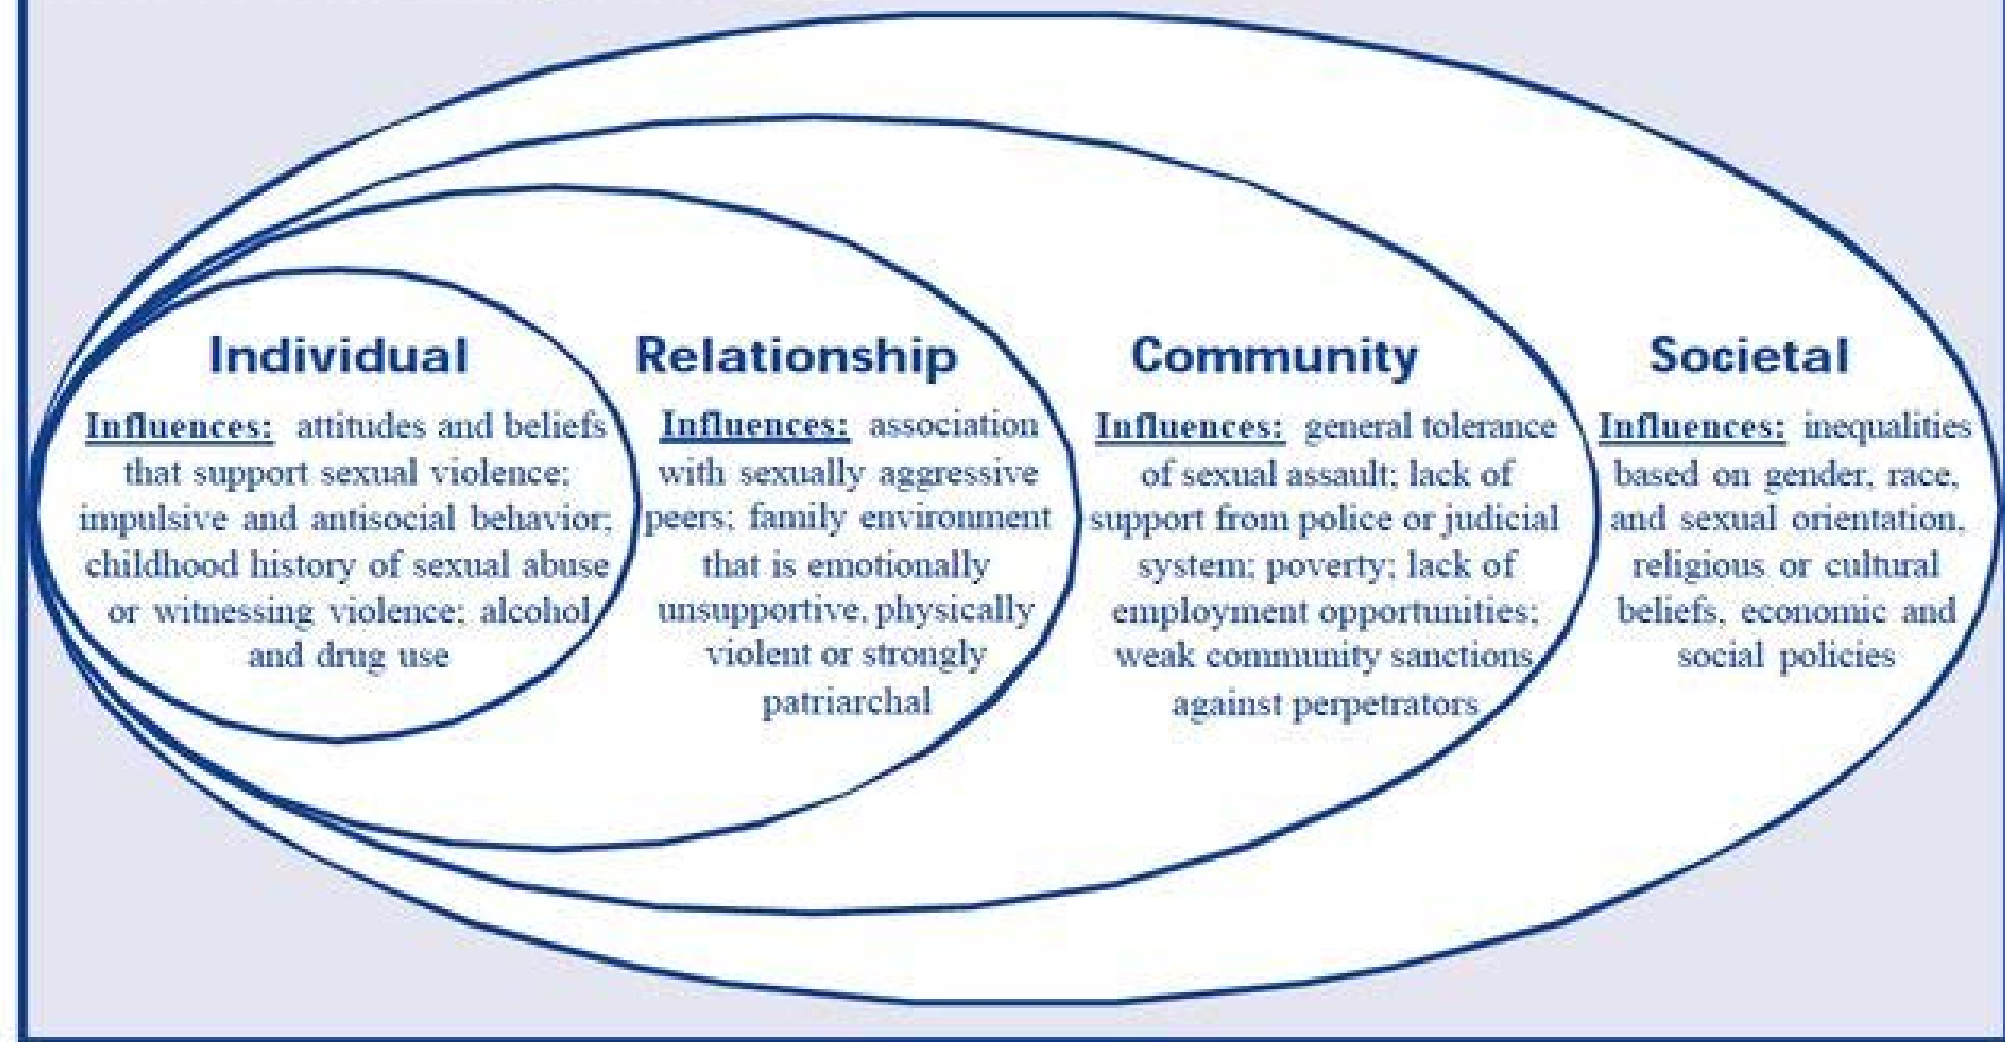 Individual
Influences: attitudes and beliefs
that support sexual violence;
impulsive and antisocial behavior;
childhood history of sexual abuse
or witnessing violence; alcohol
and drug use
Relationship
Influences: association
with sexually aggressive
peers; family environment
that is emotionally
unsupportive, physically
violent or strongly
patriarchal
Community
Influences: general tolerance
of sexual assault; lack of
support from police or judicial
system; poverty; lack of
employment opportunities;
weak community sanctions
against perpetrators
Societal
Influences: inequalities
based on gender, race,
and sexual orientation,
religious or cultural
beliefs, economic and
social policies